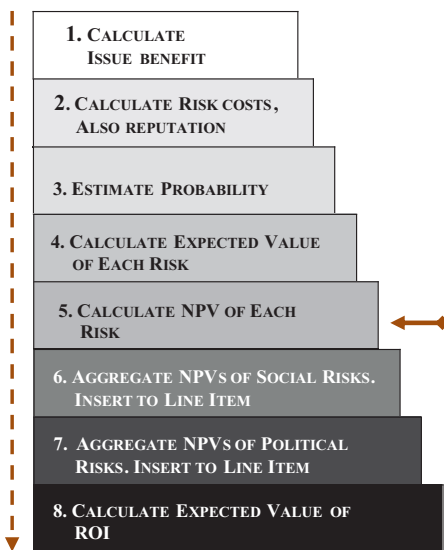 1. CALCULATE
ISSUE BENEFIT
2. CALCULATE RISK COSTS,
ALSO REPUTATION
3. ESTIMATE PROBABILITY
4. CALCULATE EXPECTED VALUE
OF EACH RISK
5. CALCULATE NPV OF EACH
RISK
6. AGGREGATE NPVS OF SOCIAL RISKS.
INSERT TO LINE ITEM
7. AGGREGATE NPVS OF POLITICAL
RISKS. INSERT TO LINE ITEM
8. CALCULATE EXPECTED VALUE OF
ROI